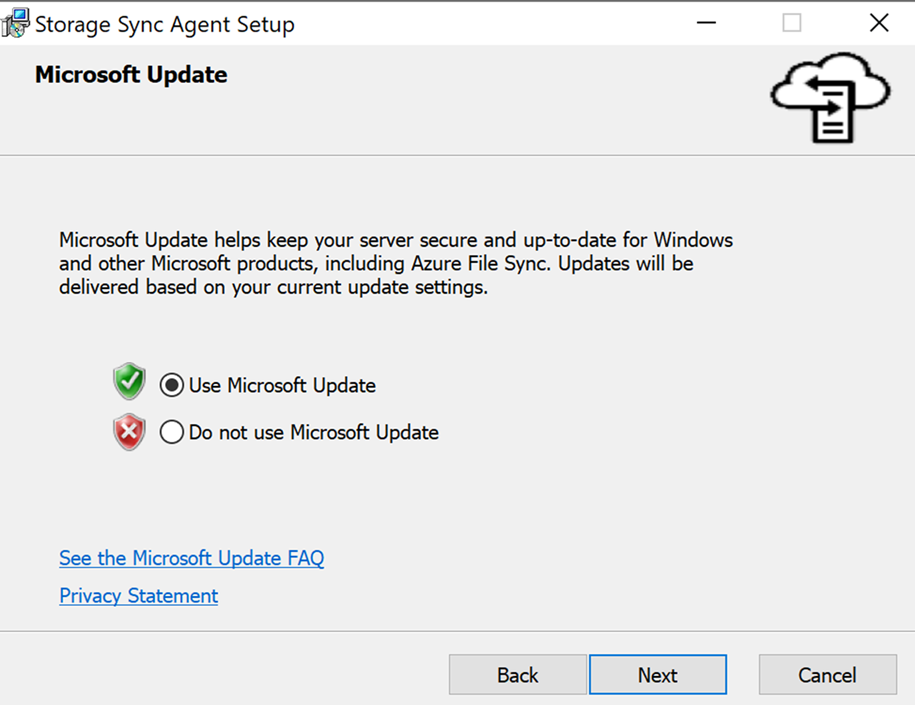 Storage Sync Agent Setup
Microsoft Update
Microsoft Update helps keep your server secure and up-to-date for Windows
and other Microsoft products, including Azure File Sync. Updates will be
delivered based on your current update settings.
Use Microsoft Update
Do not use Microsoft Update
See the Microsoft Update FAQ
Privacy Statement
Back Next Cancel